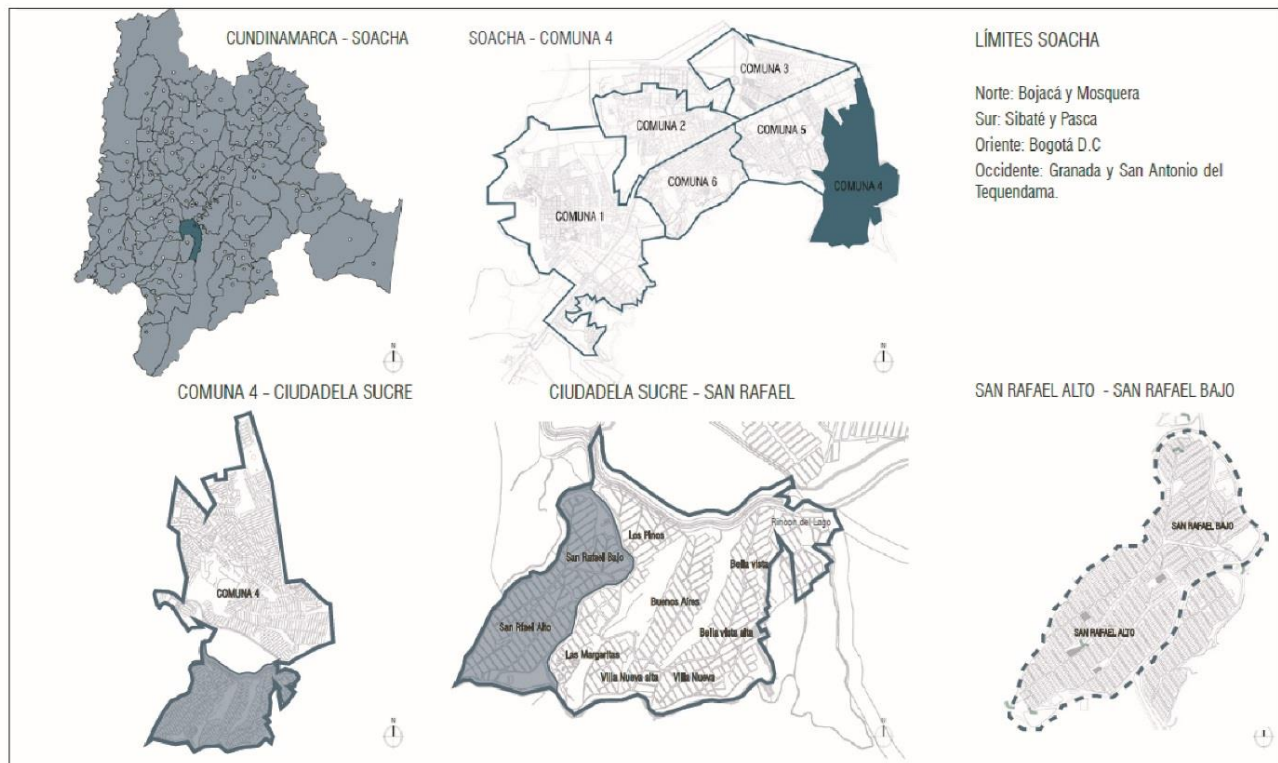 CUNDINAMARCA - SOACHA
SOACHA - COMUNA 4
COMUNA 3
COMUNA 2
COMUNA 5
COMUNA 6
COMUNA 4
COMUNA 1
N
N
LÍMITES SOACHA
Norte: Bojacá y Mosquera
Sur: Sibaté y Pasca
Oriente: Bogotá D.C
Occidente: Granada y San Antonio del
Tequendama.
COMUNA 4 - CIUDADELA SUCRE
COMUNA 4
N
CIUDADELA SUCRE - SAN RAFAEL
Rincon del Lago
Los Pinos
San Rafaell Bajo
Bella vista
Buenos Aires
San Rfael Alto
Bella vista alta
Las Margaritas
Villa Nueva alta
Villa Nueva
N
SAN RAFAEL ALTO - SAN RAFAEL BAJO
SAN RAFAEL BAJO
SAN RAFAEL ALTO